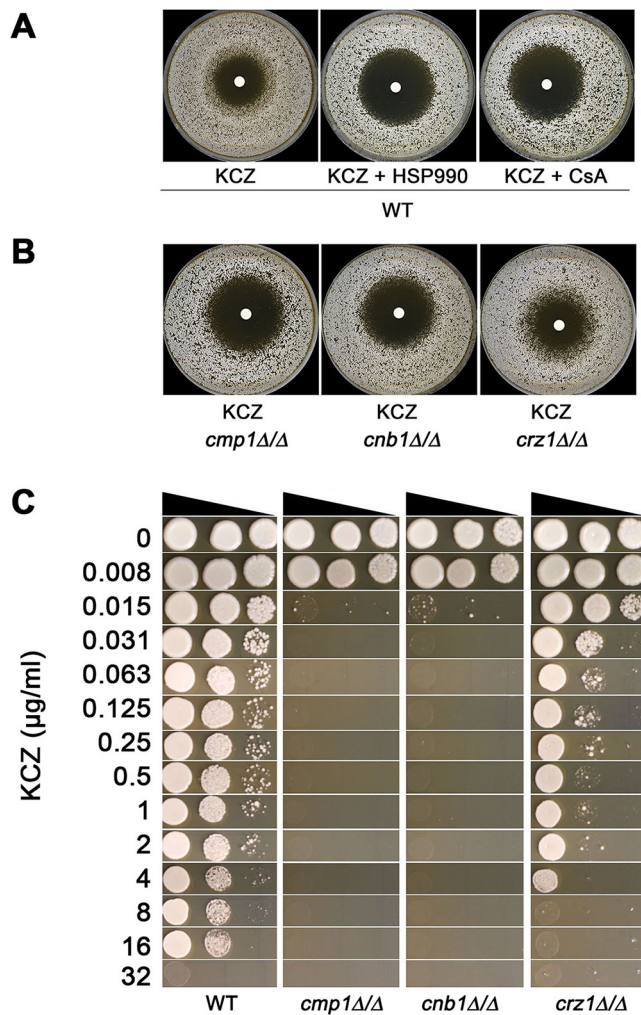 A
KCZ KCZ + HSP990 KCZ + CsA
WT
B
KCZ KCZ KCZ
cmp1Δ/Δ cnb1Δ/Δ crz1Δ/Δ
C
KCZ (µg/ml)
0
0.008
0.015
0.031
0.063
0.125
0.25
0.5
1
2
4
8
16
32
WT cmp1Δ/Δ cnb1Δ/Δ crz1Δ/Δ